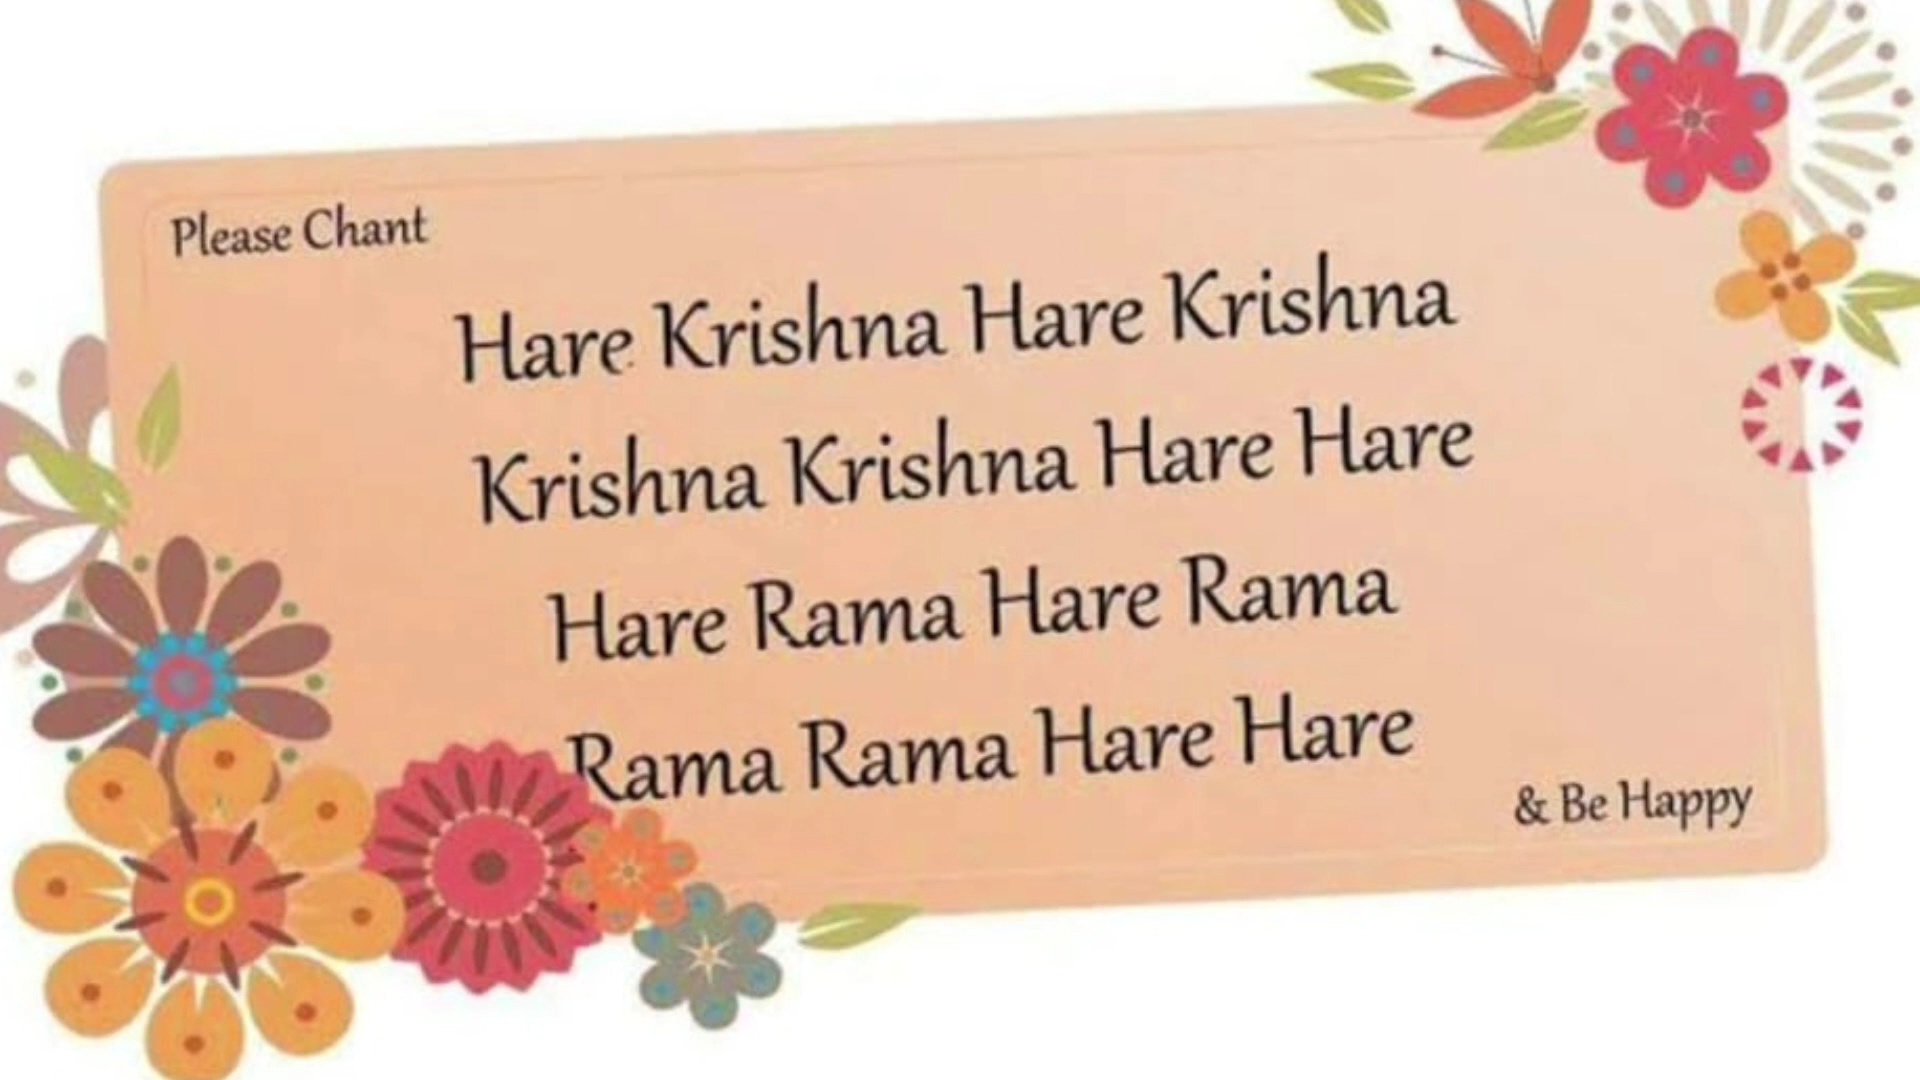 Please Chant
Hare Krishna Hare Krishna
Krishna Krishna Hare Hare
Hare Rama Hare Rama
Rama Rama Hare Hare
& Be Happy